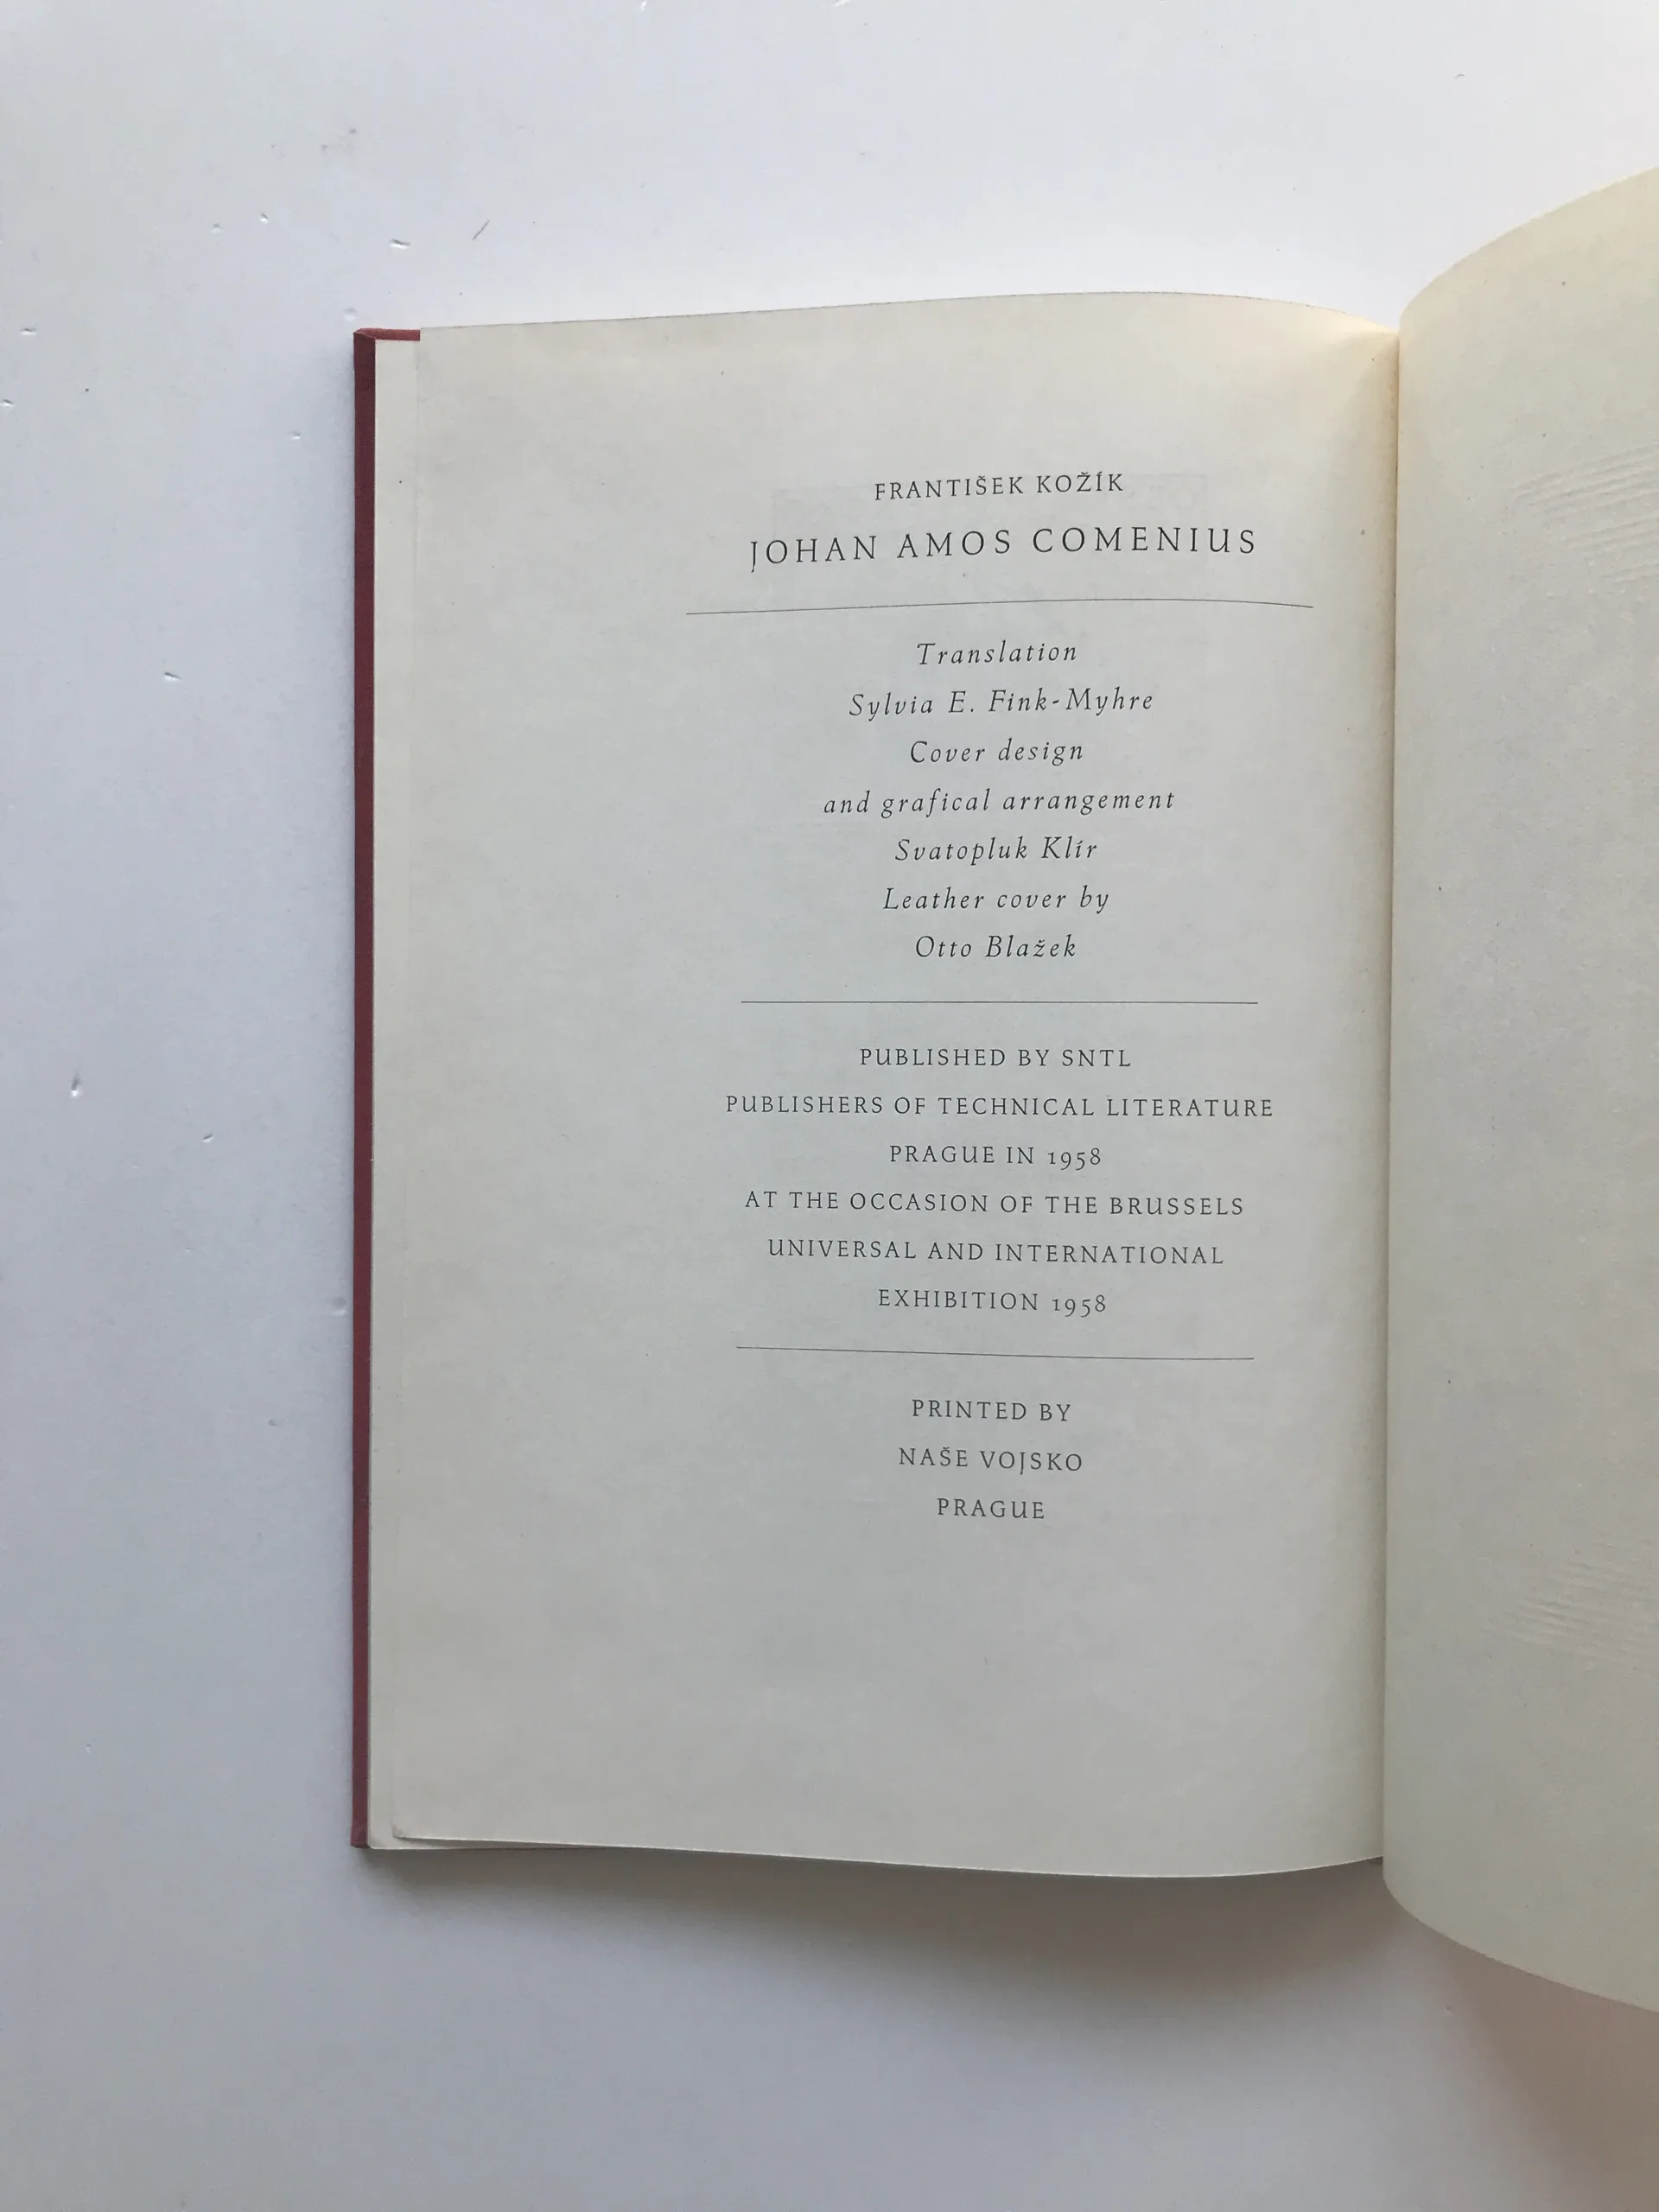 FRANTIŠEK KOŽÍK
JOHAN AMOS COMENIUS
Translation
Sylvia E. Fink-Myhre
Cover design
and grafical arrangement
Svatopluk Klír
Leather cover by
Otto Blažek
PUBLISHED BY SNTL
PUBLISHERS OF TECHNICAL LITERATURE
PRAGUE IN 1958
AT THE OCCASION OF THE BRUSSELS
UNIVERSAL AND INTERNATIONAL
EXHIBITION 1958
PRINTED BY
NAŠE VOJSKO
PRAGUE